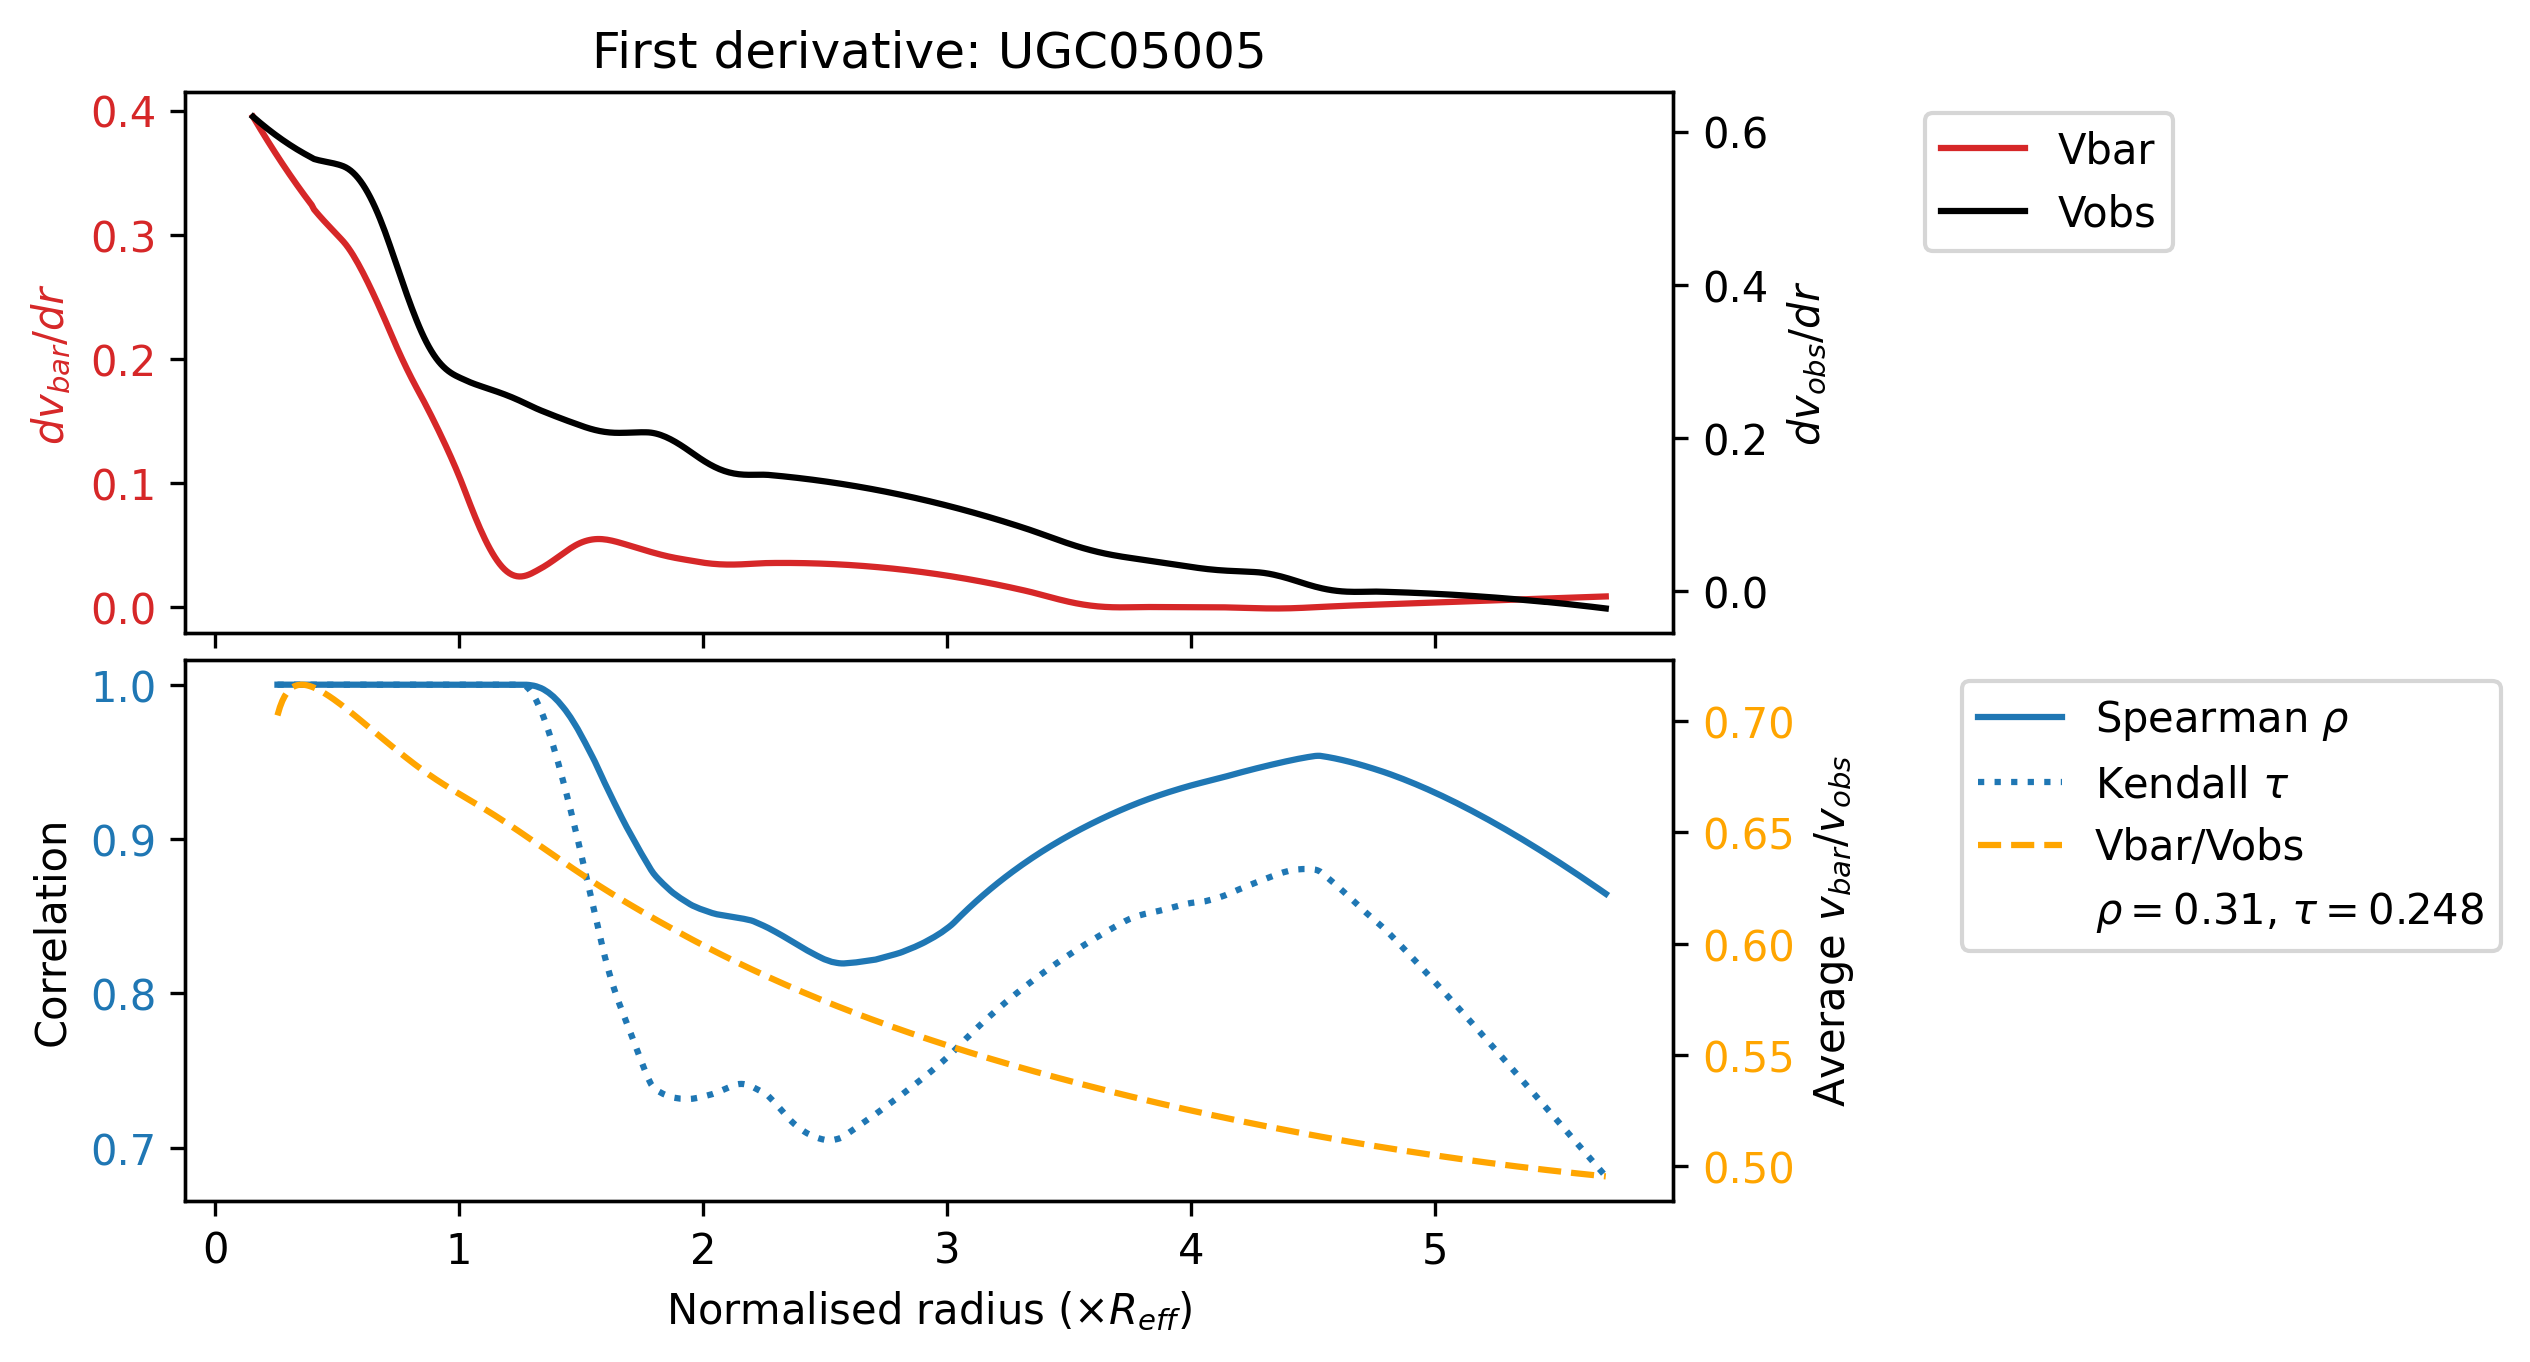 First derivative: UGC05005
0.4
0.3
0.2
0.1
0.0
dv_bar/dr
0.6
0.4
0.2
0.0
dv_obs/dr
Vbar
Vobs
1.0
0.9
0.8
0.7
Correlation
0.70
0.65
0.60
0.55
0.50
Average v_bar/v_obs
Spearman ρ
Kendall τ
Vbar/Vobs
ρ = 0.31, τ = 0.248
0 1 2 3 4 5
Normalised radius (×R_eff)